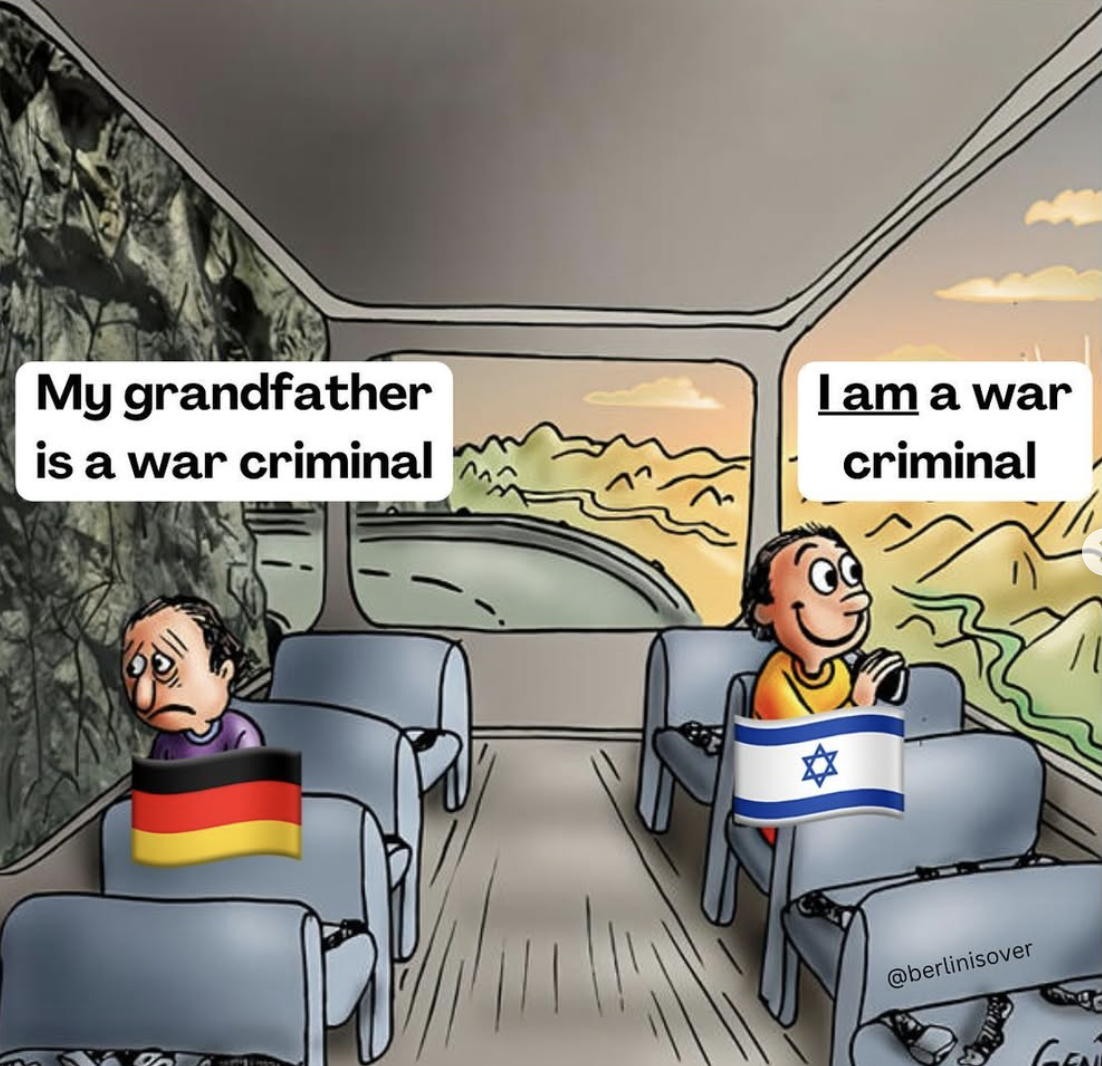 My grandfather
is a war criminal
I am a war
criminal
@berlinisover